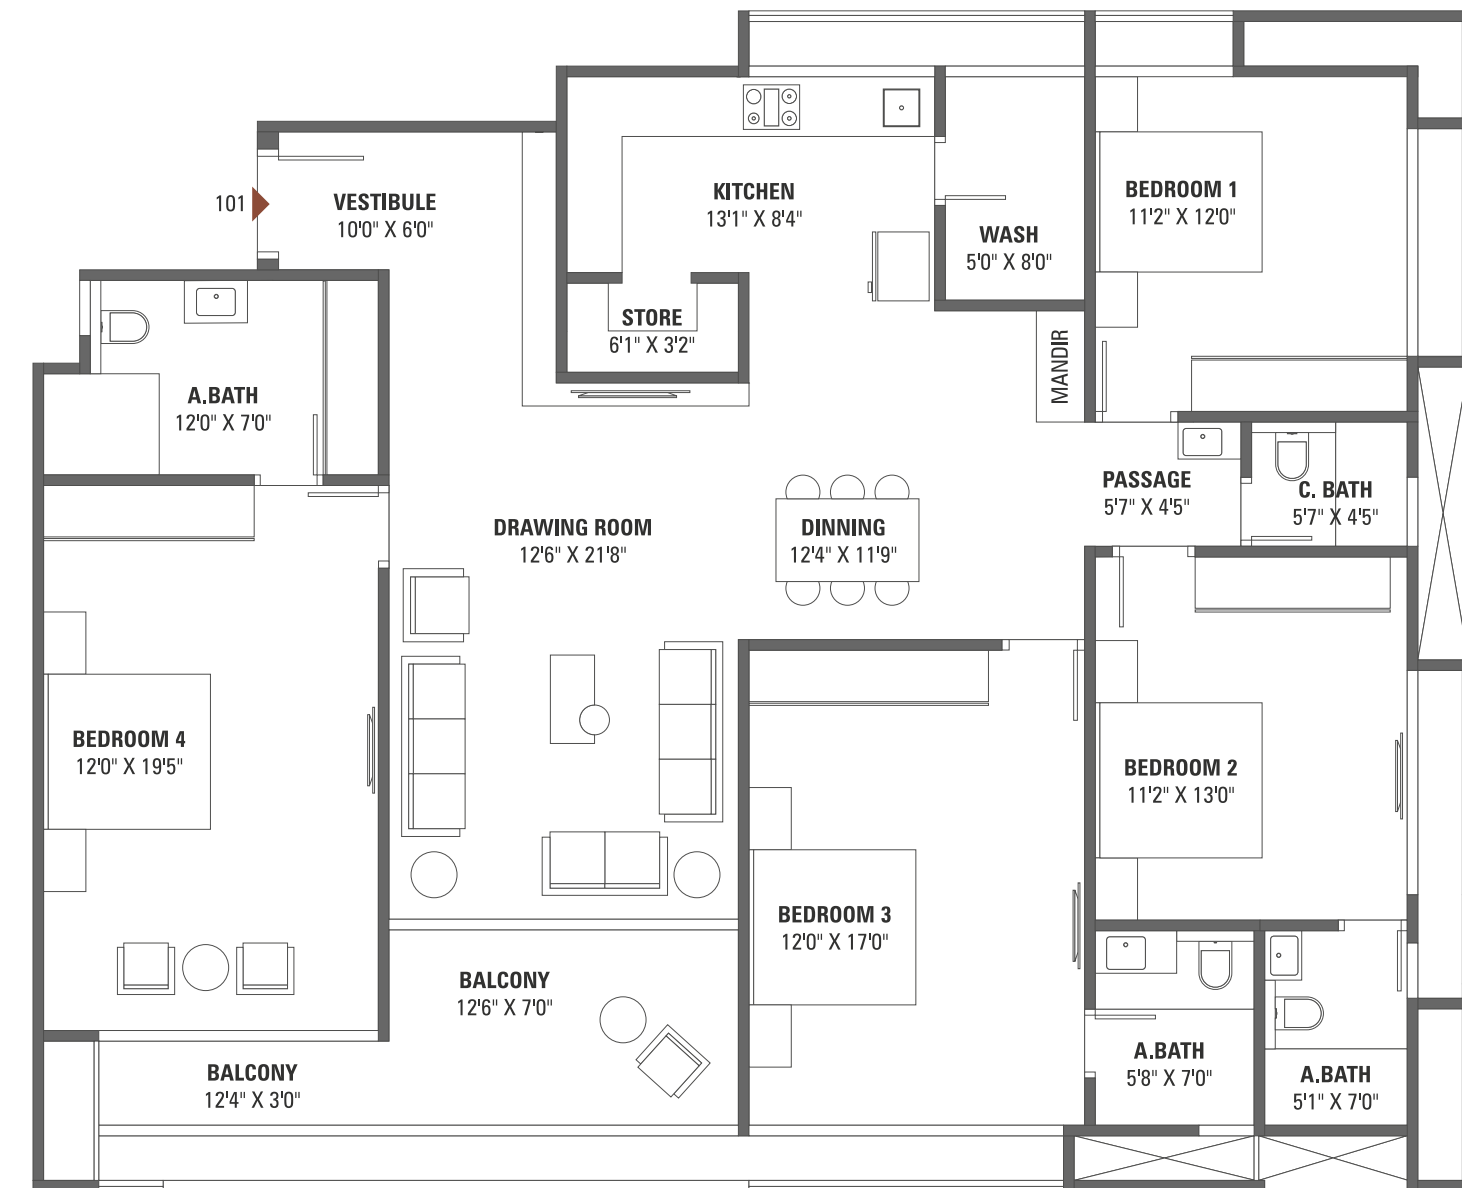 101
VESTIBULE
10'0" X 6'0"
KITCHEN
13'1" X 8'4"
WASH
5'0" X 8'0"
BEDROOM 1
11'2" X 12'0"
STORE
6'1" X 3'2"
MANDIR
A.BATH
12'0" X 7'0"
PASSAGE
5'7" X 4'5"
C. BATH
5'7" X 4'5"
DRAWING ROOM
12'6" X 21'8"
DINNING
12'4" X 11'9"
BEDROOM 4
12'0" X 19'5"
BEDROOM 2
11'2" X 13'0"
BEDROOM 3
12'0" X 17'0"
BALCONY
12'6" X 7'0"
BALCONY
12'4" X 3'0"
A.BATH
5'8" X 7'0"
A.BATH
5'1" X 7'0"